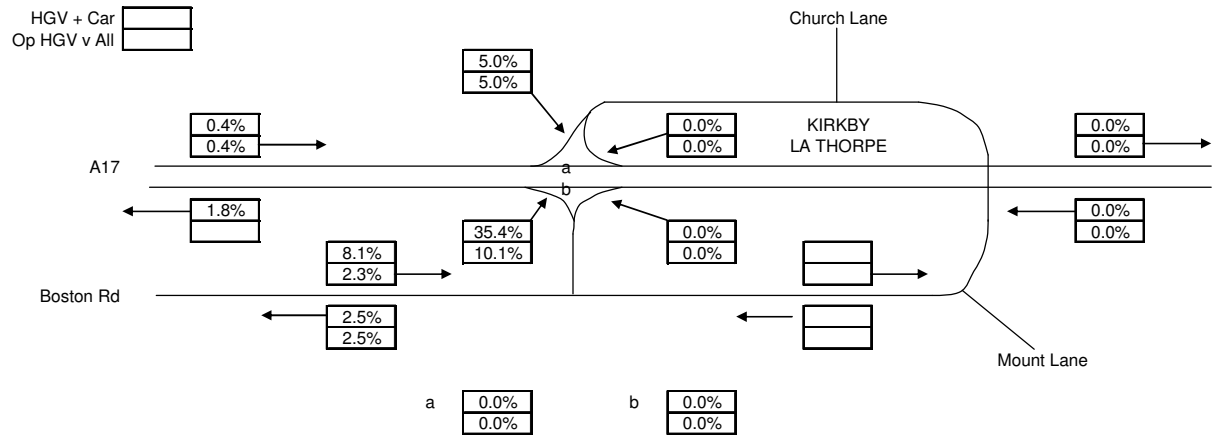 HGV + Car
Op HGV v All
Church Lane
5.0%
5.0%
0.4%
0.4%
0.0%
0.0%
KIRKBY
LA THORPE
0.0%
0.0%
A17
a
b
1.8%
35.4%
10.1%
0.0%
0.0%
0.0%
0.0%
8.1%
2.3%
Boston Rd
2.5%
2.5%
Mount Lane
a
0.0%
0.0%
b
0.0%
0.0%